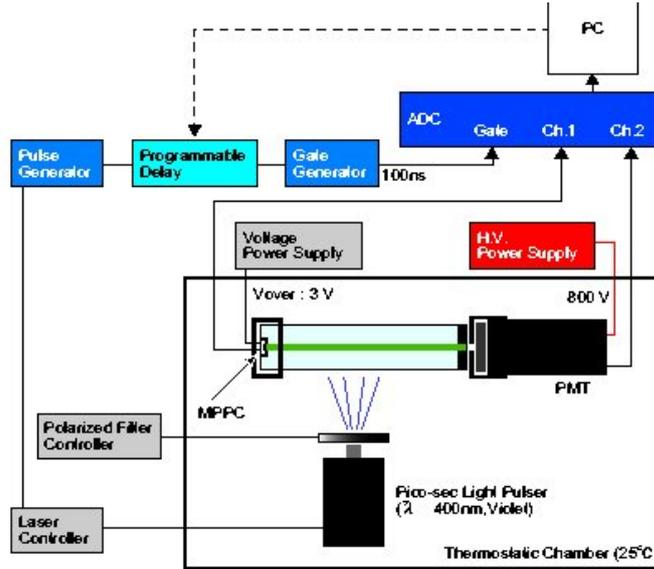 PC
ADC
Gate Ch.1 Ch.2
Pulse
Generator
Programmable
Delay
Gate
Generator
100ns
Voltage
Power Supply
H.V.
Power Supply
Vover : 3 V
800 V
MPPC
PMT
Polarized Filter
Controller
Pico-sec Light Pulser
(λ 400nm,Violet)
Laser
Controller
Thermostatic Chamber (25°C